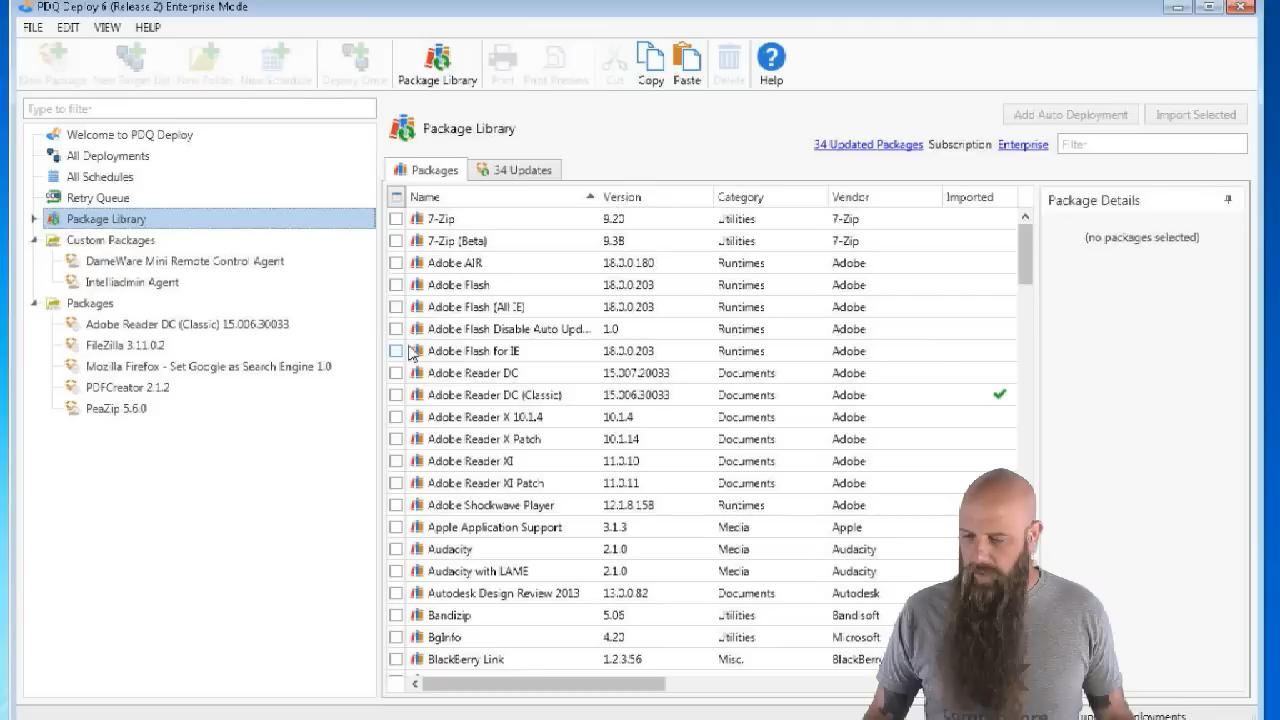 PDQ Deploy 6 (Release 2) Enterprise Mode
FILE EDIT VIEW HELP
New Package New Target List New Folder New Schedule Deploy Once Package Library Print Print Preview Cut Copy Paste Delete Help
Type to filter
Welcome to PDQ Deploy
All Deployments
All Schedules
Retry Queue
Package Library
Custom Packages
DameWare Mini Remote Control Agent
Intelliadmin Agent
Packages
Adobe Reader DC (Classic) 15.006.30033
FileZilla 3.11.0.2
Mozilla Firefox - Set Google as Search Engine 1.0
PDFCreator 2.1.2
PeaZip 5.6.0
Package Library
Add Auto Deployment Import Selected
34 Updated Packages Subscription Enterprise Filter
Packages 34 Updates
Name Version Category Vendor Imported
7-Zip 9.20 Utilities 7-Zip
7-Zip (Beta) 9.38 Utilities 7-Zip
Adobe AIR 18.0.0.180 Runtimes Adobe
Adobe Flash 18.0.0.203 Runtimes Adobe
Adobe Flash (All IE) 18.0.0.203 Runtimes Adobe
Adobe Flash Disable Auto Upd... 1.0 Runtimes Adobe
Adobe Flash for IE 18.0.0.203 Runtimes Adobe
Adobe Reader DC 15.007.20033 Documents Adobe
Adobe Reader DC (Classic) 15.006.30033 Documents Adobe
Adobe Reader X 10.1.4 10.1.4 Documents Adobe
Adobe Reader X Patch 10.1.14 Documents Adobe
Adobe Reader XI 11.0.10 Documents Adobe
Adobe Reader XI Patch 11.0.11 Documents Adobe
Adobe Shockwave Player 12.1.8.158 Runtimes Adobe
Apple Application Support 3.1.3 Media Apple
Audacity 2.1.0 Media Audacity
Audacity with LAME 2.1.0 Media Audacity
Autodesk Design Review 2013 13.0.0.82 Documents Autodesk
Bandizip 5.06 Utilities Bandisoft
BgInfo 4.20 Utilities Microsoft
BlackBerry Link 1.2.3.56 Misc. BlackBerry
Package Details
(no packages selected)